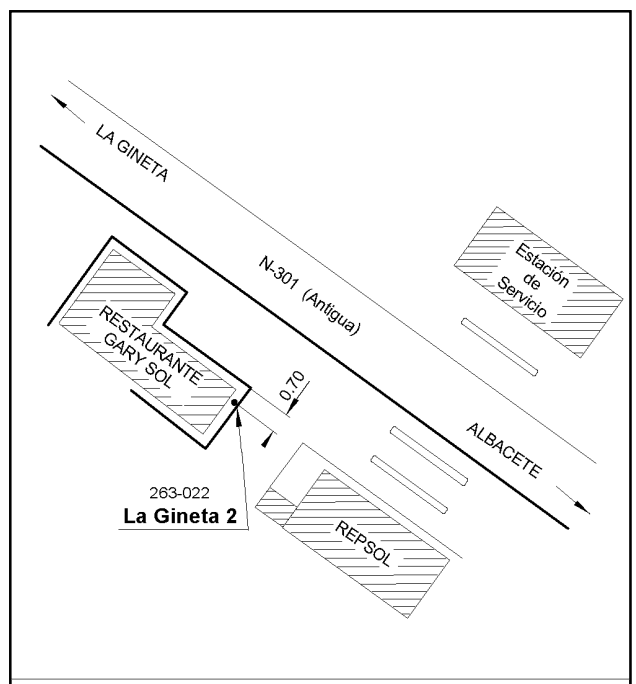 LA GINETA
Estación
de
Servicio
N-301 (Antigua)
RESTAURANTE
GARY SOL
0.70
ALBACETE
263-022
La Gineta 2
REPSOL